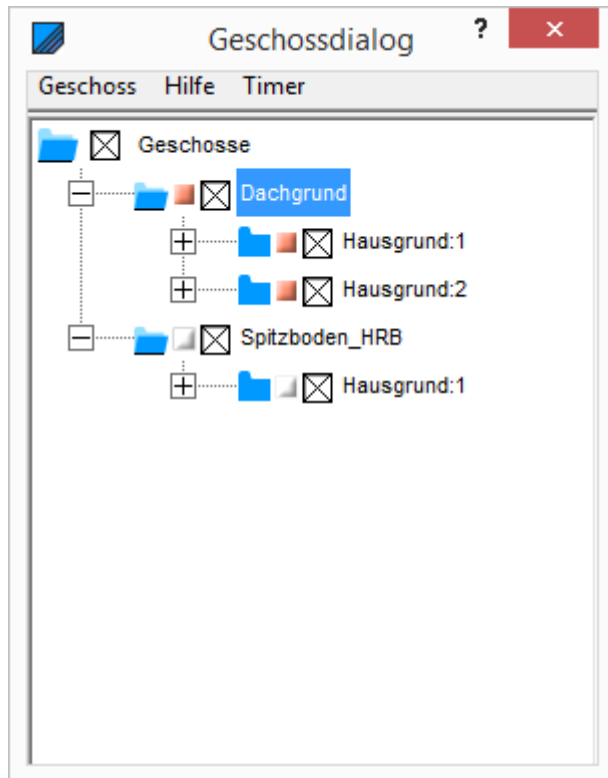 Geschossdialog ?
Geschoss Hilfe Timer
Geschosse
Dachgrund
Hausgrund:1
Hausgrund:2
Spitzboden_HRB
Hausgrund:1